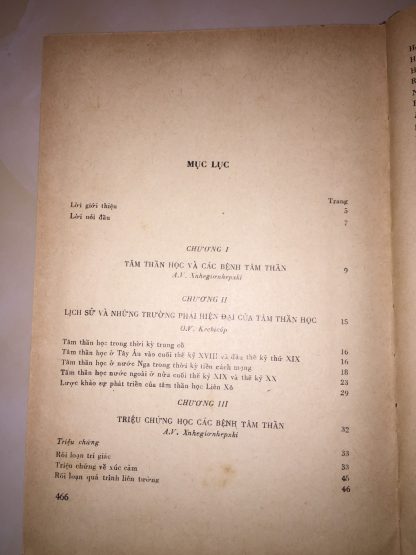 MỤC LỤC
Trang
Lời giới thiệu 5
Lời nói đầu 7
CHƯƠNG I
TÂM THẦN HỌC VÀ CÁC BỆNH TÂM THẦN 9
A.V. Xnhegiơnhepxki
CHƯƠNG II
LỊCH SỬ VÀ NHỮNG TRƯỜNG PHÁI HIỆN ĐẠI CỦA TÂM THẦN HỌC 15
O.V. Kecbicốp
Tâm thần học trong thời kỳ trung cổ 16
Tâm thần học ở Tây Âu vào cuối thế kỷ XVIII và đầu thế kỷ XIX 16
Tâm thần học ở nước Nga trong thời kỳ tiền cách mạng 18
Tâm thần học nước ngoài ở nửa cuối thế kỷ XIX và thế kỷ XX 23
Lược khảo sự phát triển của tâm thần học Liên Xô 29
CHƯƠNG III
TRIỆU CHỨNG HỌC CÁC BỆNH TÂM THẦN 32
A.V. Xnhegiơnhepxki
Triệu chứng 33
Rối loạn tri giác 33
Triệu chứng về xúc cảm 45
Rối loạn quá trình liên tưởng 46
466